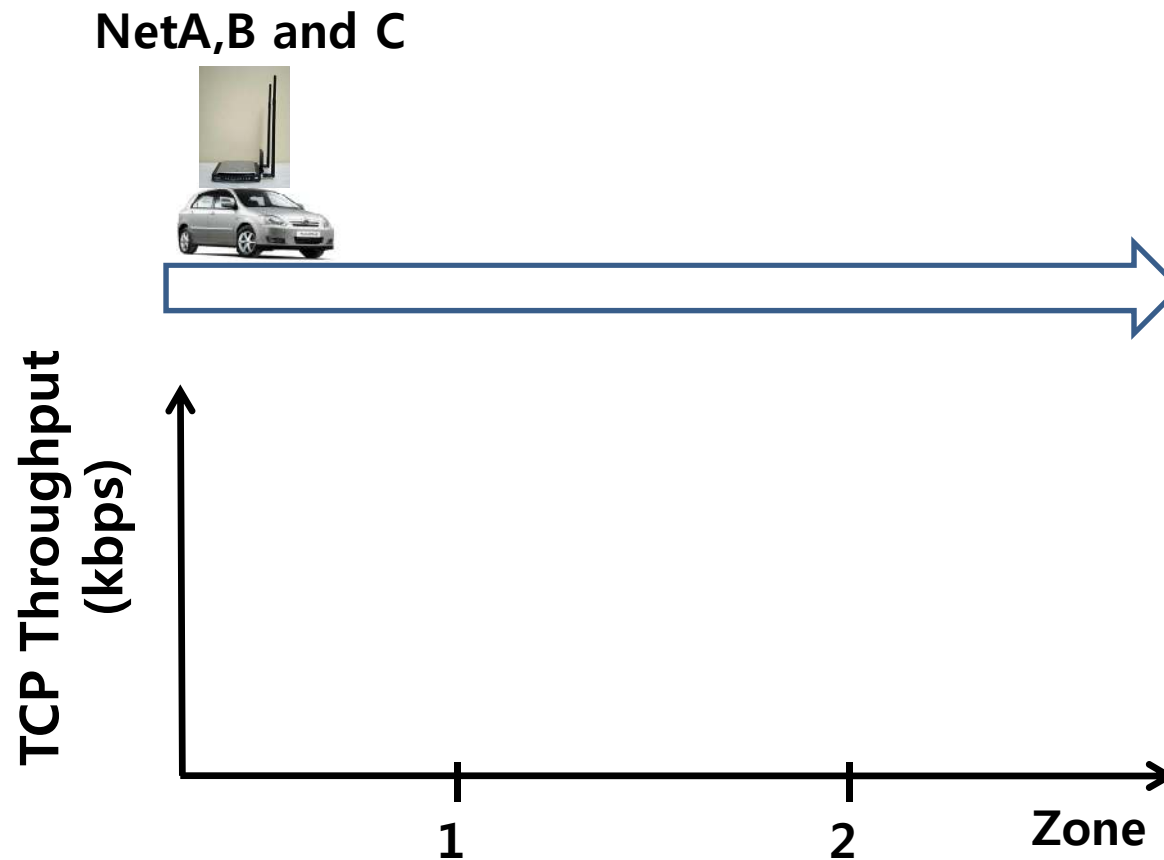 NetA,B and C
TCP Throughput
(kbps)
1
2
Zone